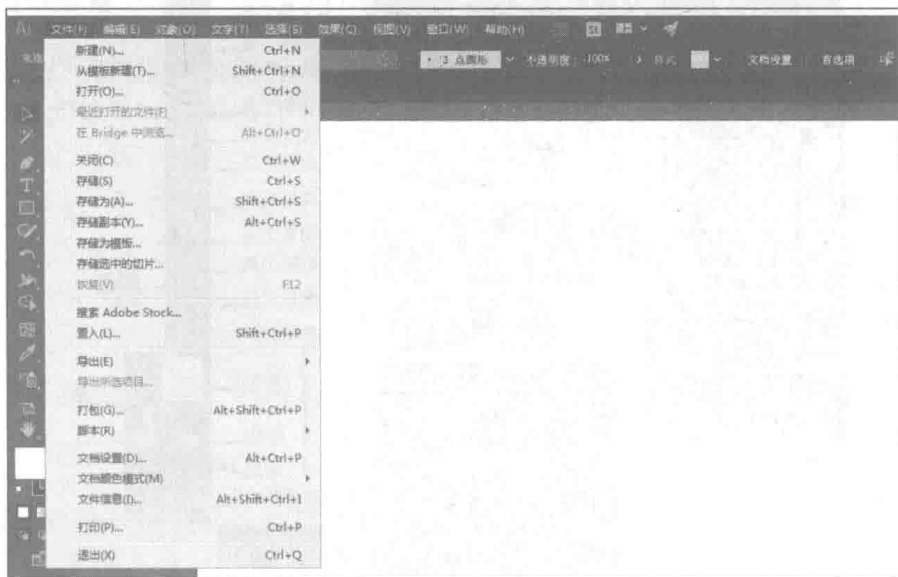 Ai 文件(F) 编辑(E) 对象(O) 文字(T) 选择(S) 效果(C) 视图(V) 窗口(W) 帮助(H) St
3 点圆形 不透明度: 100% 样式: 文档设置 首选项
新建(N)... Ctrl+N
从模板新建(T)... Shift+Ctrl+N
打开(O)... Ctrl+O
最近打开的文件(F)
在 Bridge 中浏览... Alt+Ctrl+O
关闭(C) Ctrl+W
存储(S) Ctrl+S
存储为(A)... Shift+Ctrl+S
存储副本(Y)... Alt+Ctrl+S
存储为模板...
存储选中的切片...
恢复(V) F12
搜索 Adobe Stock...
置入(L)... Shift+Ctrl+P
导出(E)
导出所选项目...
打包(G)... Alt+Shift+Ctrl+P
脚本(R)
文档设置(D)... Alt+Ctrl+P
文档颜色模式(M)
文件信息(I)... Alt+Shift+Ctrl+I
打印(P)... Ctrl+P
退出(X) Ctrl+Q